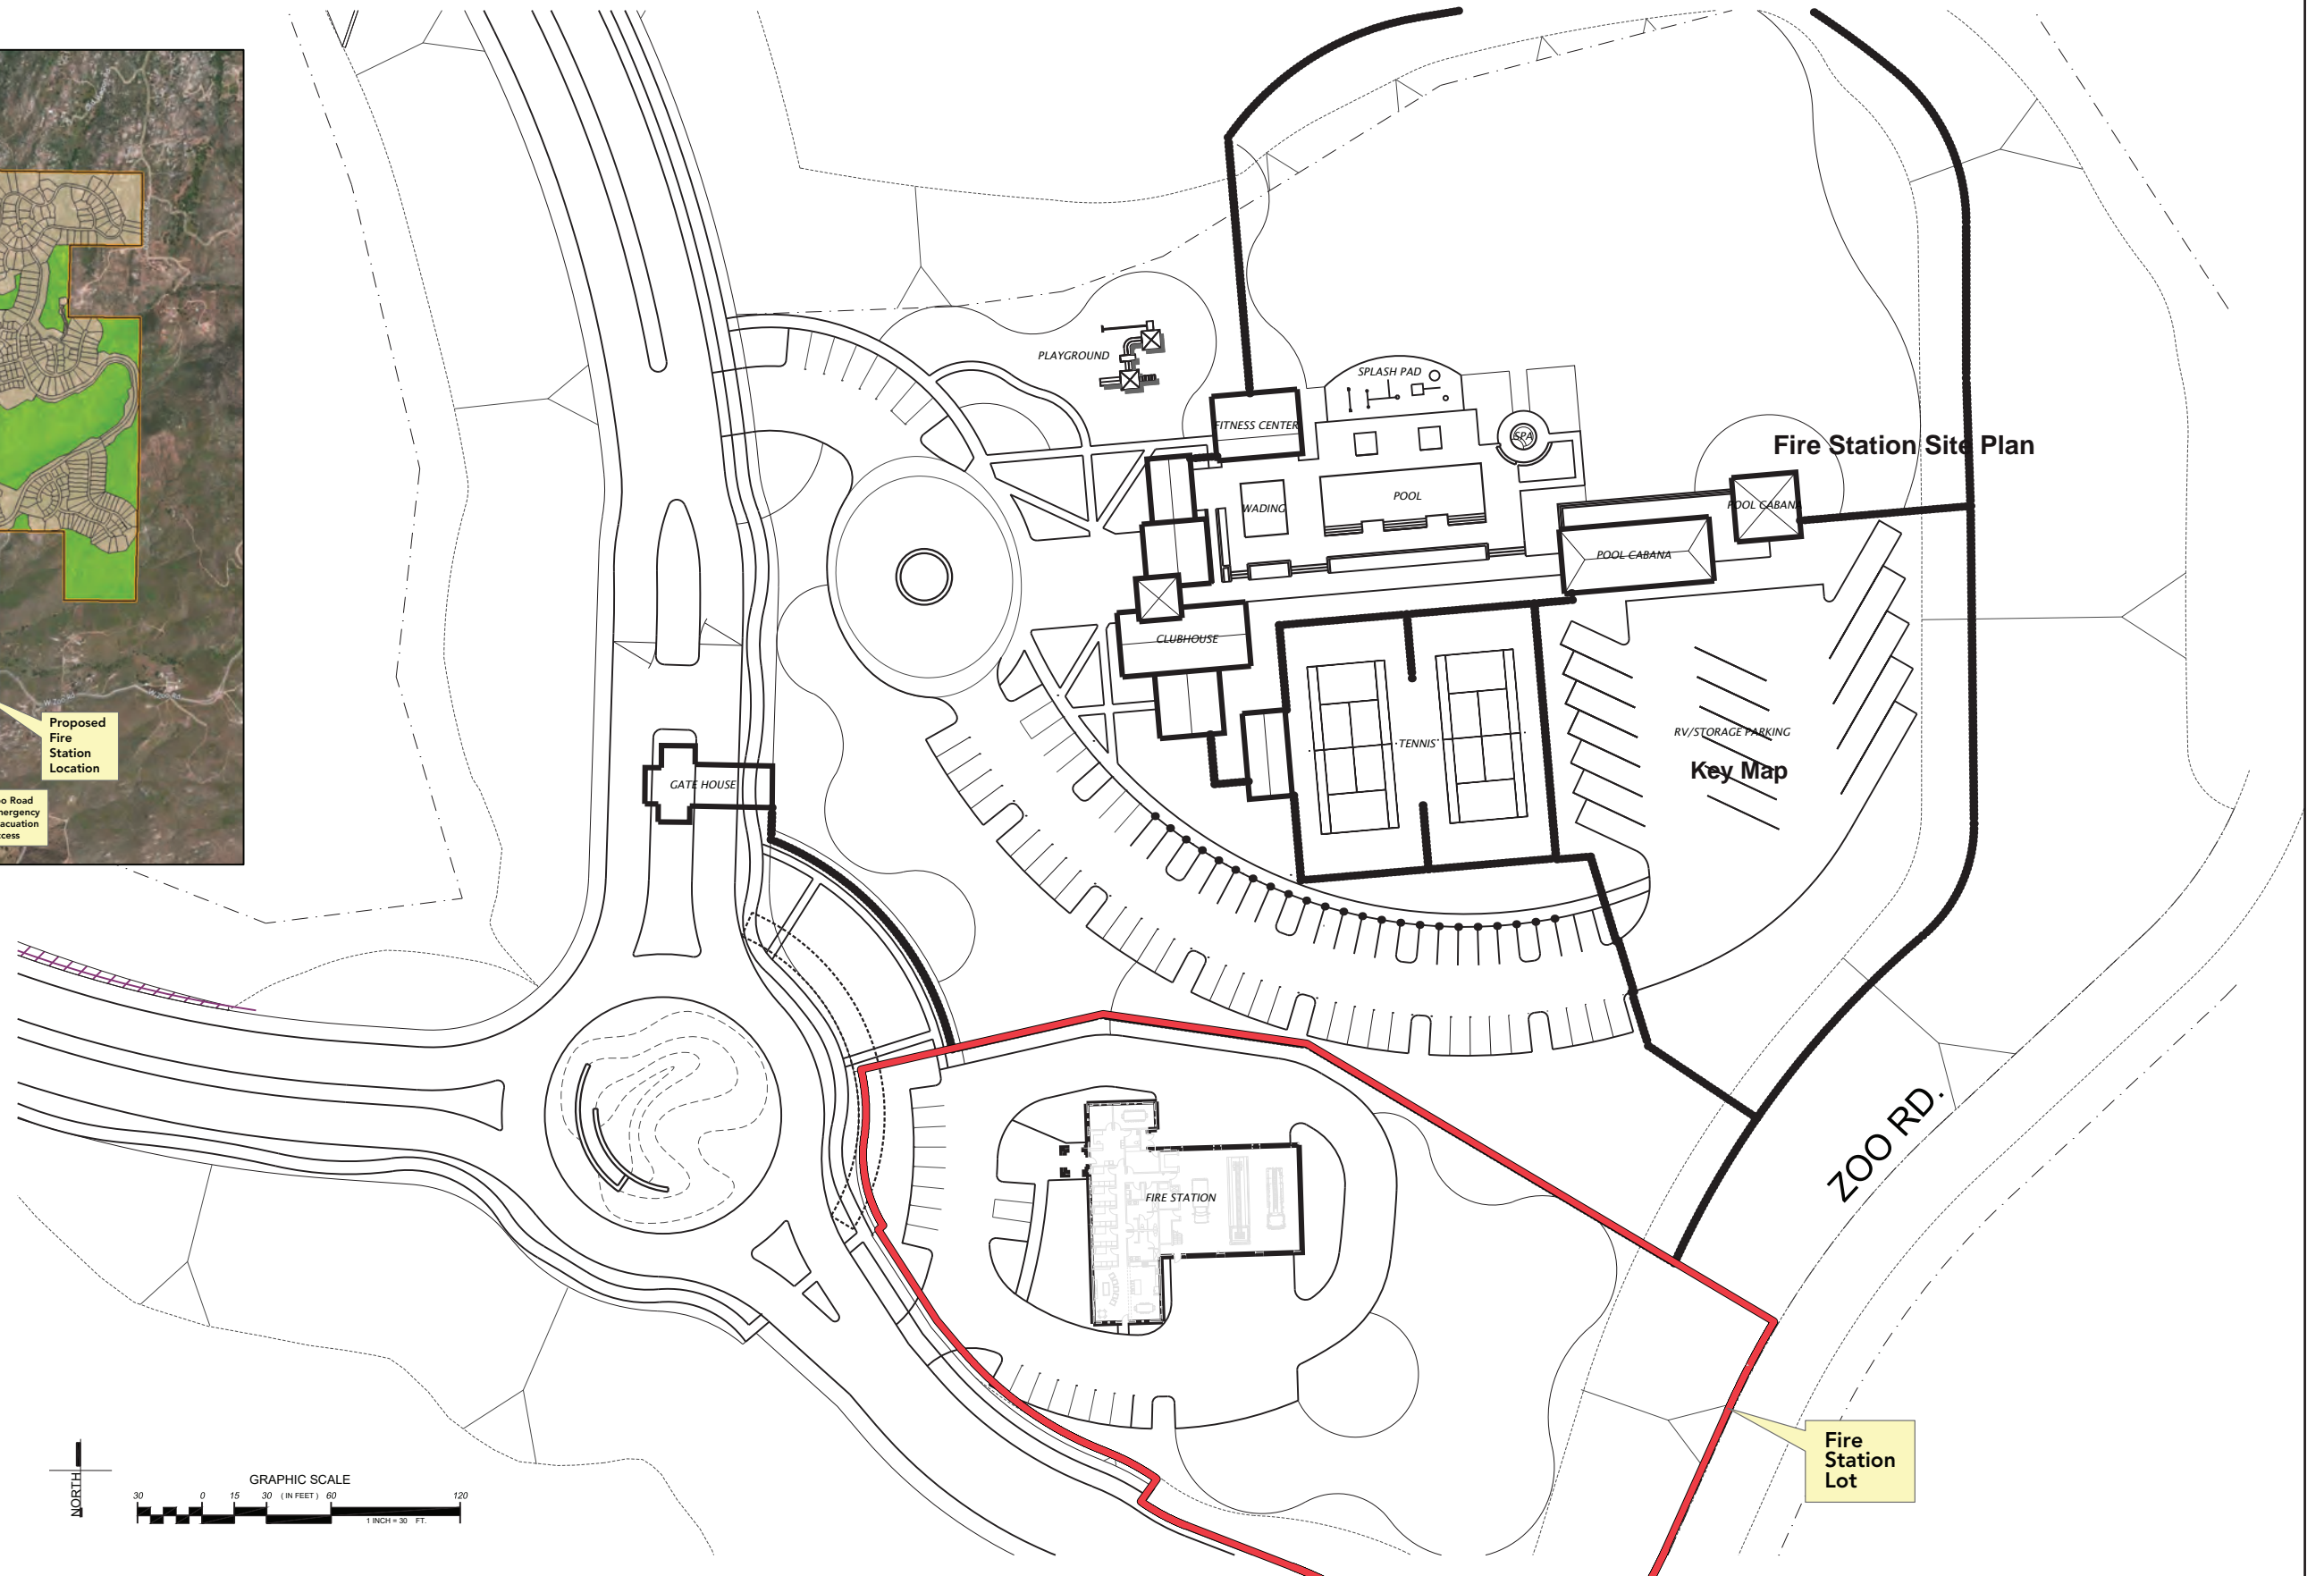 Proposed
Fire
Station
Location
Road
PLAYGROUND
SPLASH PAD
FITNESS CENTER
SPA
Fire Station Site Plan
WADING
POOL
POOL CABANA
POOL CABANA
CLUBHOUSE
TENNIS
RV/STORAGE PARKING
Key Map
GATE HOUSE
ZOO RD.
FIRE STATION
Fire
Station
Lot
NORTH
GRAPHIC SCALE
30 0 15 30 ( IN FEET ) 60 120
1 INCH = 30 FT.